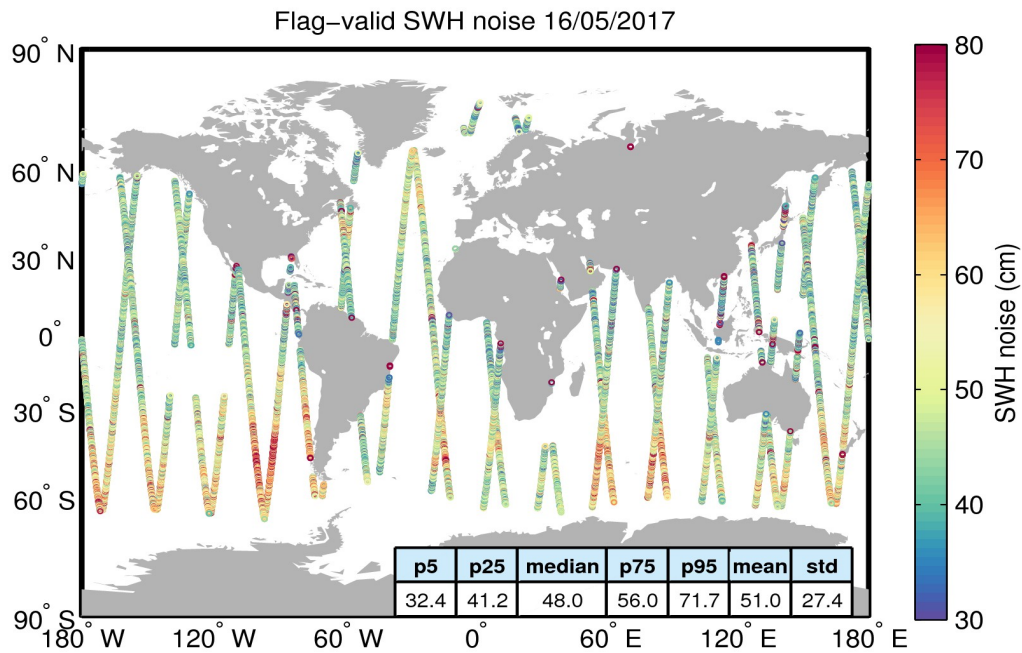 Flag−valid SWH noise 16/05/2017
90° N
60° N
30° N
0°
30° S
60° S
90° S
180° W
120° W
60° W
0°
60° E
120° E
180° E
p5 p25 median p75 p95 mean std
32.4 41.2 48.0 56.0 71.7 51.0 27.4
80
70
60
50
40
30
SWH noise (cm)